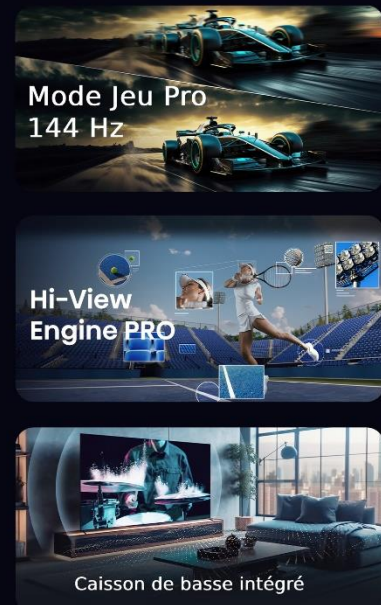 Mode Jeu Pro
144 Hz
Hi-View
Engine PRO
Caisson de basse intégré